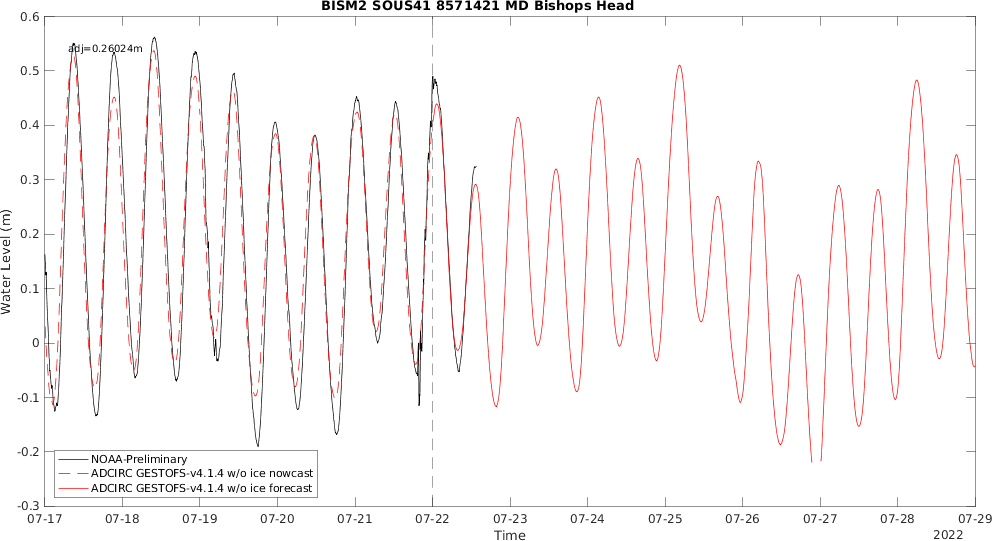 BISM2 SOUS41 8571421 MD Bishops Head
adj=0.26024m
0.6
0.5
0.4
0.3
0.2
0.1
0
-0.1
-0.2
-0.3
Water Level (m)
NOAA-Preliminary
ADCIRC GESTOFS-v4.1.4 w/o ice nowcast
ADCIRC GESTOFS-v4.1.4 w/o ice forecast
07-17 07-18 07-19 07-20 07-21 07-22 07-23 07-24 07-25 07-26 07-27 07-28 07-29
Time
2022